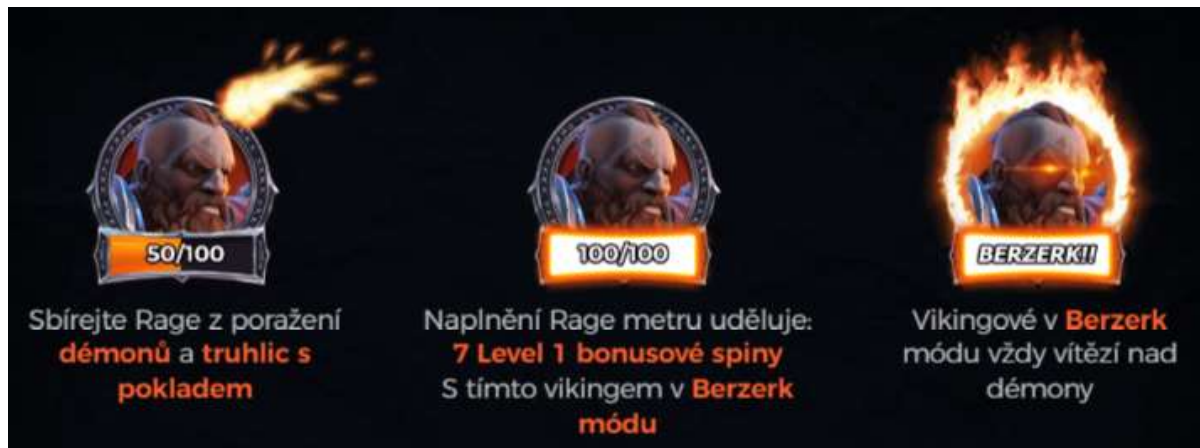 50/100
Sbírejte Rage z poražení
démonů a truhlic s
pokladem
100/100
Naplnění Rage metru uděluje:
7 Level 1 bonusové spiny
S tímto vikingem v Berzerk
módu
BERZERK!!
Vikingové v Berzerk
módu vždy vítězí nad
démony